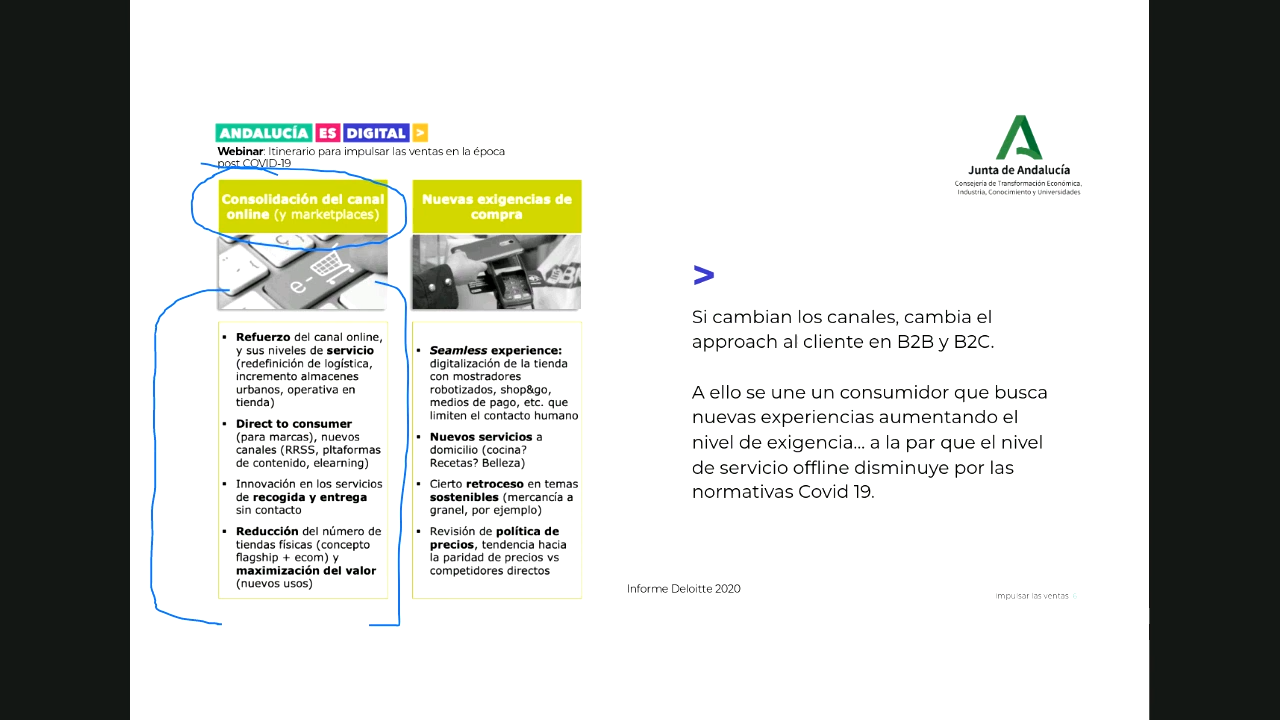 ANDALUCÍA ES DIGITAL >
Webinar: Itinerario para impulsar las ventas en la época
post COVID-19
Junta de Andalucía
Consejería de Transformación Económica,
Industria, Conocimiento y Universidades
Consolidación del canal
online (y marketplaces)
e-
▪ Refuerzo del canal online,
y sus niveles de servicio
(redefinición de logística,
incremento almacenes
urbanos, operativa en
tienda)
▪ Direct to consumer
(para marcas), nuevos
canales (RRSS, pltaformas
de contenido, elearning)
▪ Innovación en los servicios
de recogida y entrega
sin contacto
▪ Reducción del número de
tiendas físicas (concepto
flagship + ecom) y
maximización del valor
(nuevos usos)
Nuevas exigencias de
compra
▪ Seamless experience:
digitalización de la tienda
con mostradores
robotizados, shop&go,
medios de pago, etc. que
limiten el contacto humano
▪ Nuevos servicios a
domicilio (cocina?
Recetas? Belleza)
▪ Cierto retroceso en temas
sostenibles (mercancía a
granel, por ejemplo)
▪ Revisión de política de
precios, tendencia hacia
la paridad de precios vs
competidores directos
>
Si cambian los canales, cambia el
approach al cliente en B2B y B2C.
A ello se une un consumidor que busca
nuevas experiencias aumentando el
nivel de exigencia... a la par que el nivel
de servicio offline disminuye por las
normativas Covid 19.
Informe Deloitte 2020
Impulsar las ventas